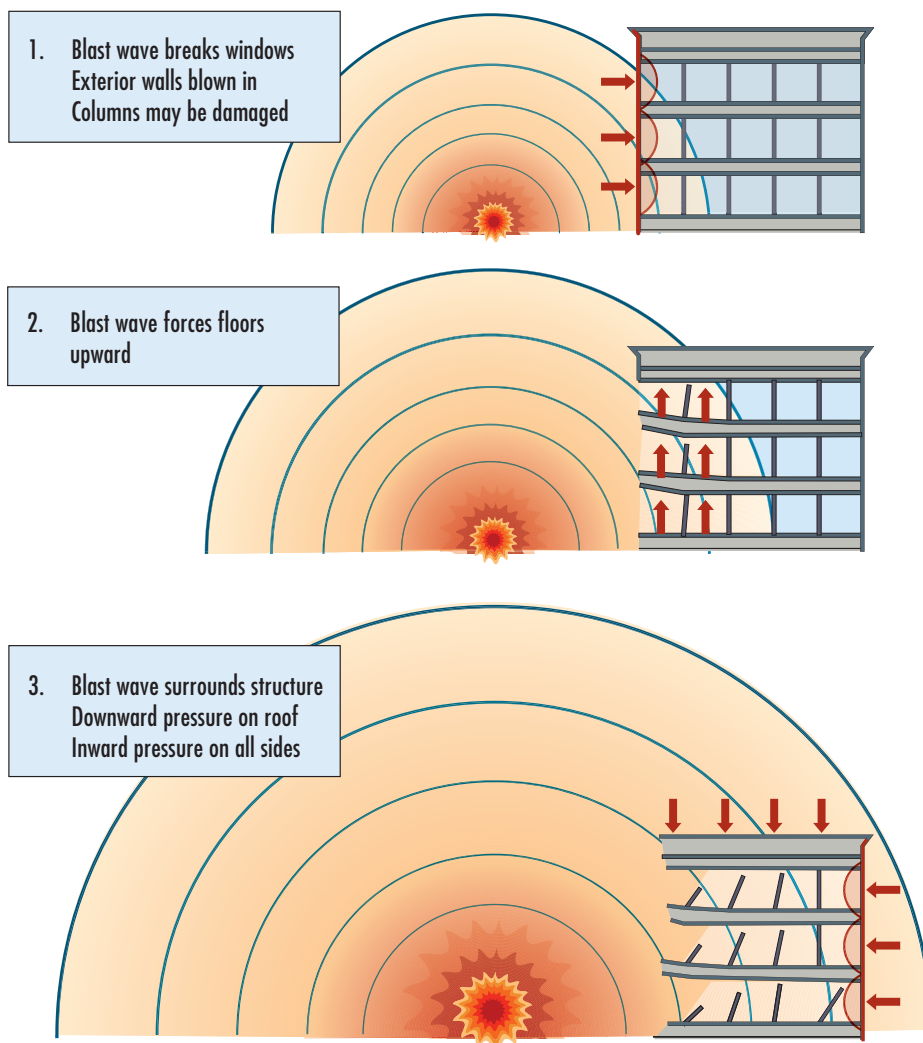 1. Blast wave breaks windows
Exterior walls blown in
Columns may be damaged
2. Blast wave forces floors
upward
3. Blast wave surrounds structure
Downward pressure on roof
Inward pressure on all sides